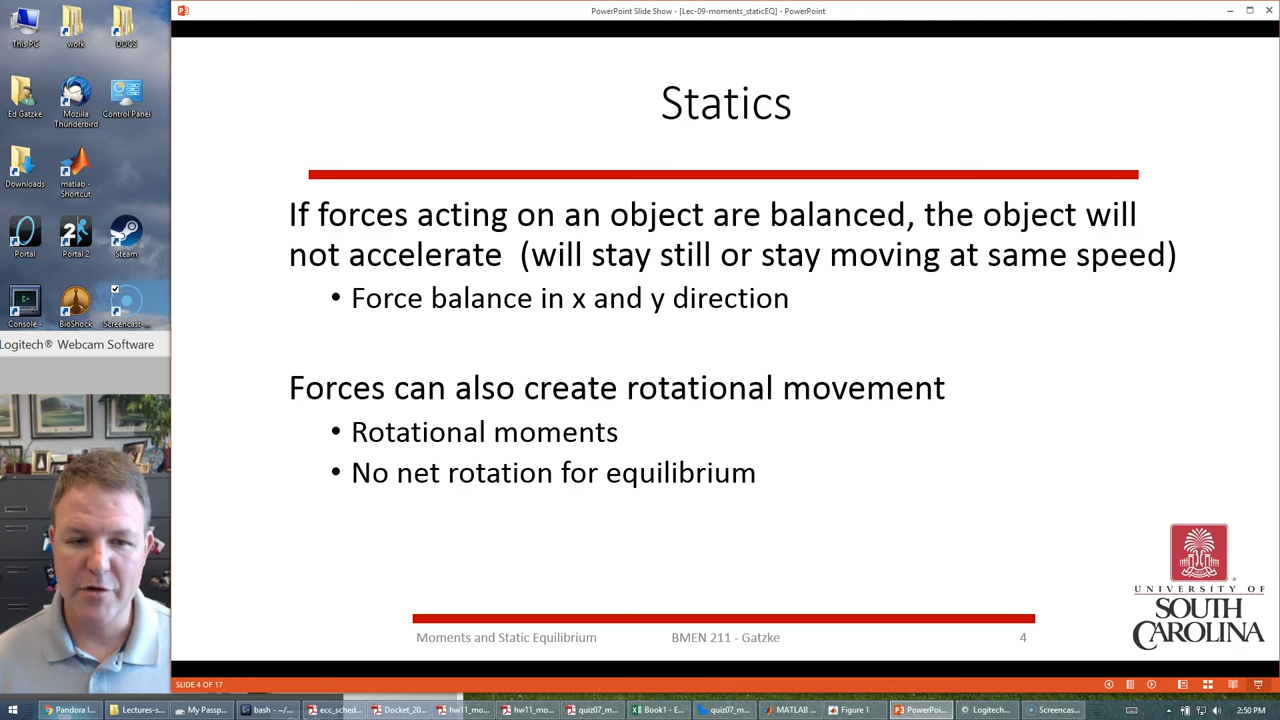 PowerPoint Slide Show - [Lec-09-moments_staticEQ] - PowerPoint
This PC
work
DOGS
Ed Gatzke
Mozilla
Thunderbird
Control Panel
Downloads
matlab -
Shortcut
Portal
2
Portal 2
Steam
Console -
BioShock
Screencast-...
Logitech® Webcam Software
Statics
If forces acting on an object are balanced, the object will
not accelerate (will stay still or stay moving at same speed)
• Force balance in x and y direction
Forces can also create rotational movement
• Rotational moments
• No net rotation for equilibrium
UNIVERSITY OF
SOUTH
CAROLINA
Moments and Static Equilibrium
BMEN 211 - Gatzke
4
SLIDE 4 OF 17
Pandora I...
Lectures-s...
My Passp...
bash - ~/...
ecc_sched...
Docket_20...
hw11_mo...
hw11_mo...
quiz07_m...
Book1 - E...
quiz07_m...
MATLAB ...
Figure 1
PowerPoi...
Logitech...
Screencas...
2:50 PM